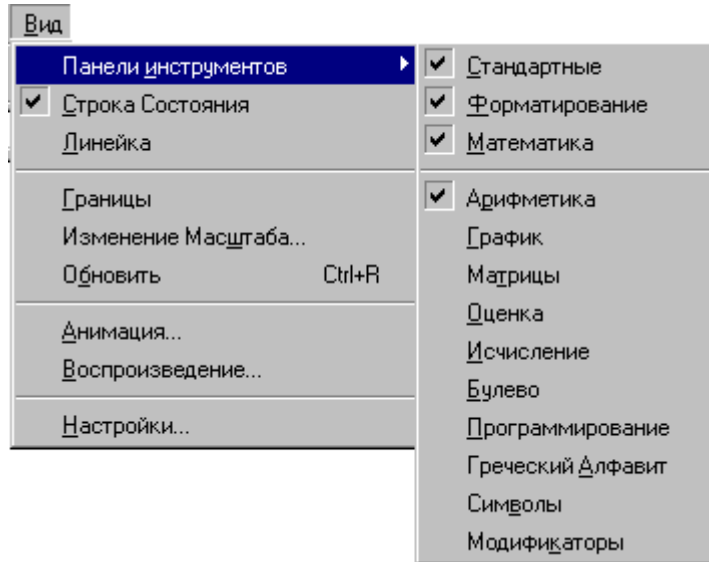 Вид
Панели инструментов
Строка Состояния
Линейка
Границы
Изменение Масштаба...
Обновить Ctrl+R
Анимация...
Воспроизведение...
Настройки...
Стандартные
Форматирование
Математика
Арифметика
График
Матрицы
Оценка
Исчисление
Булево
Программирование
Греческий Алфавит
Символы
Модификаторы